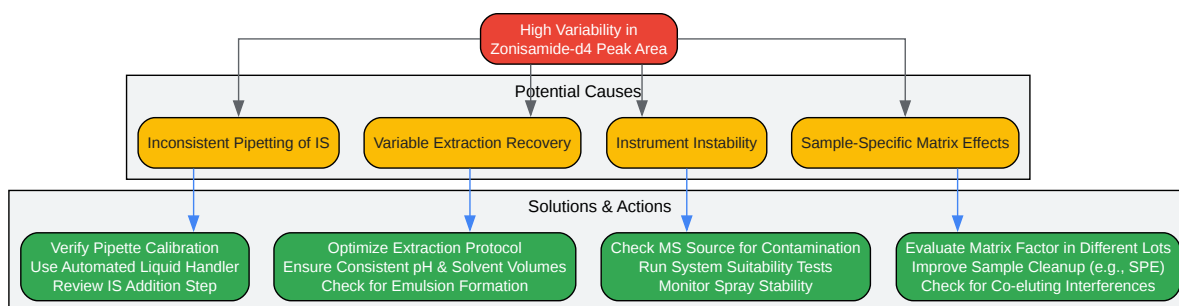 High Variability in
Zonisamide-d4 Peak Area
Potential Causes
Inconsistent Pipetting of IS
Variable Extraction Recovery
Instrument Instability
Sample-Specific Matrix Effects
Solutions & Actions
Verify Pipette Calibration
Use Automated Liquid Handler
Review IS Addition Step
Optimize Extraction Protocol
Ensure Consistent pH & Solvent Volumes
Check for Emulsion Formation
Check MS Source for Contamination
Run System Suitability Tests
Monitor Spray Stability
Evaluate Matrix Factor in Different Lots
Improve Sample Cleanup (e.g., SPE)
Check for Co-eluting Interferences